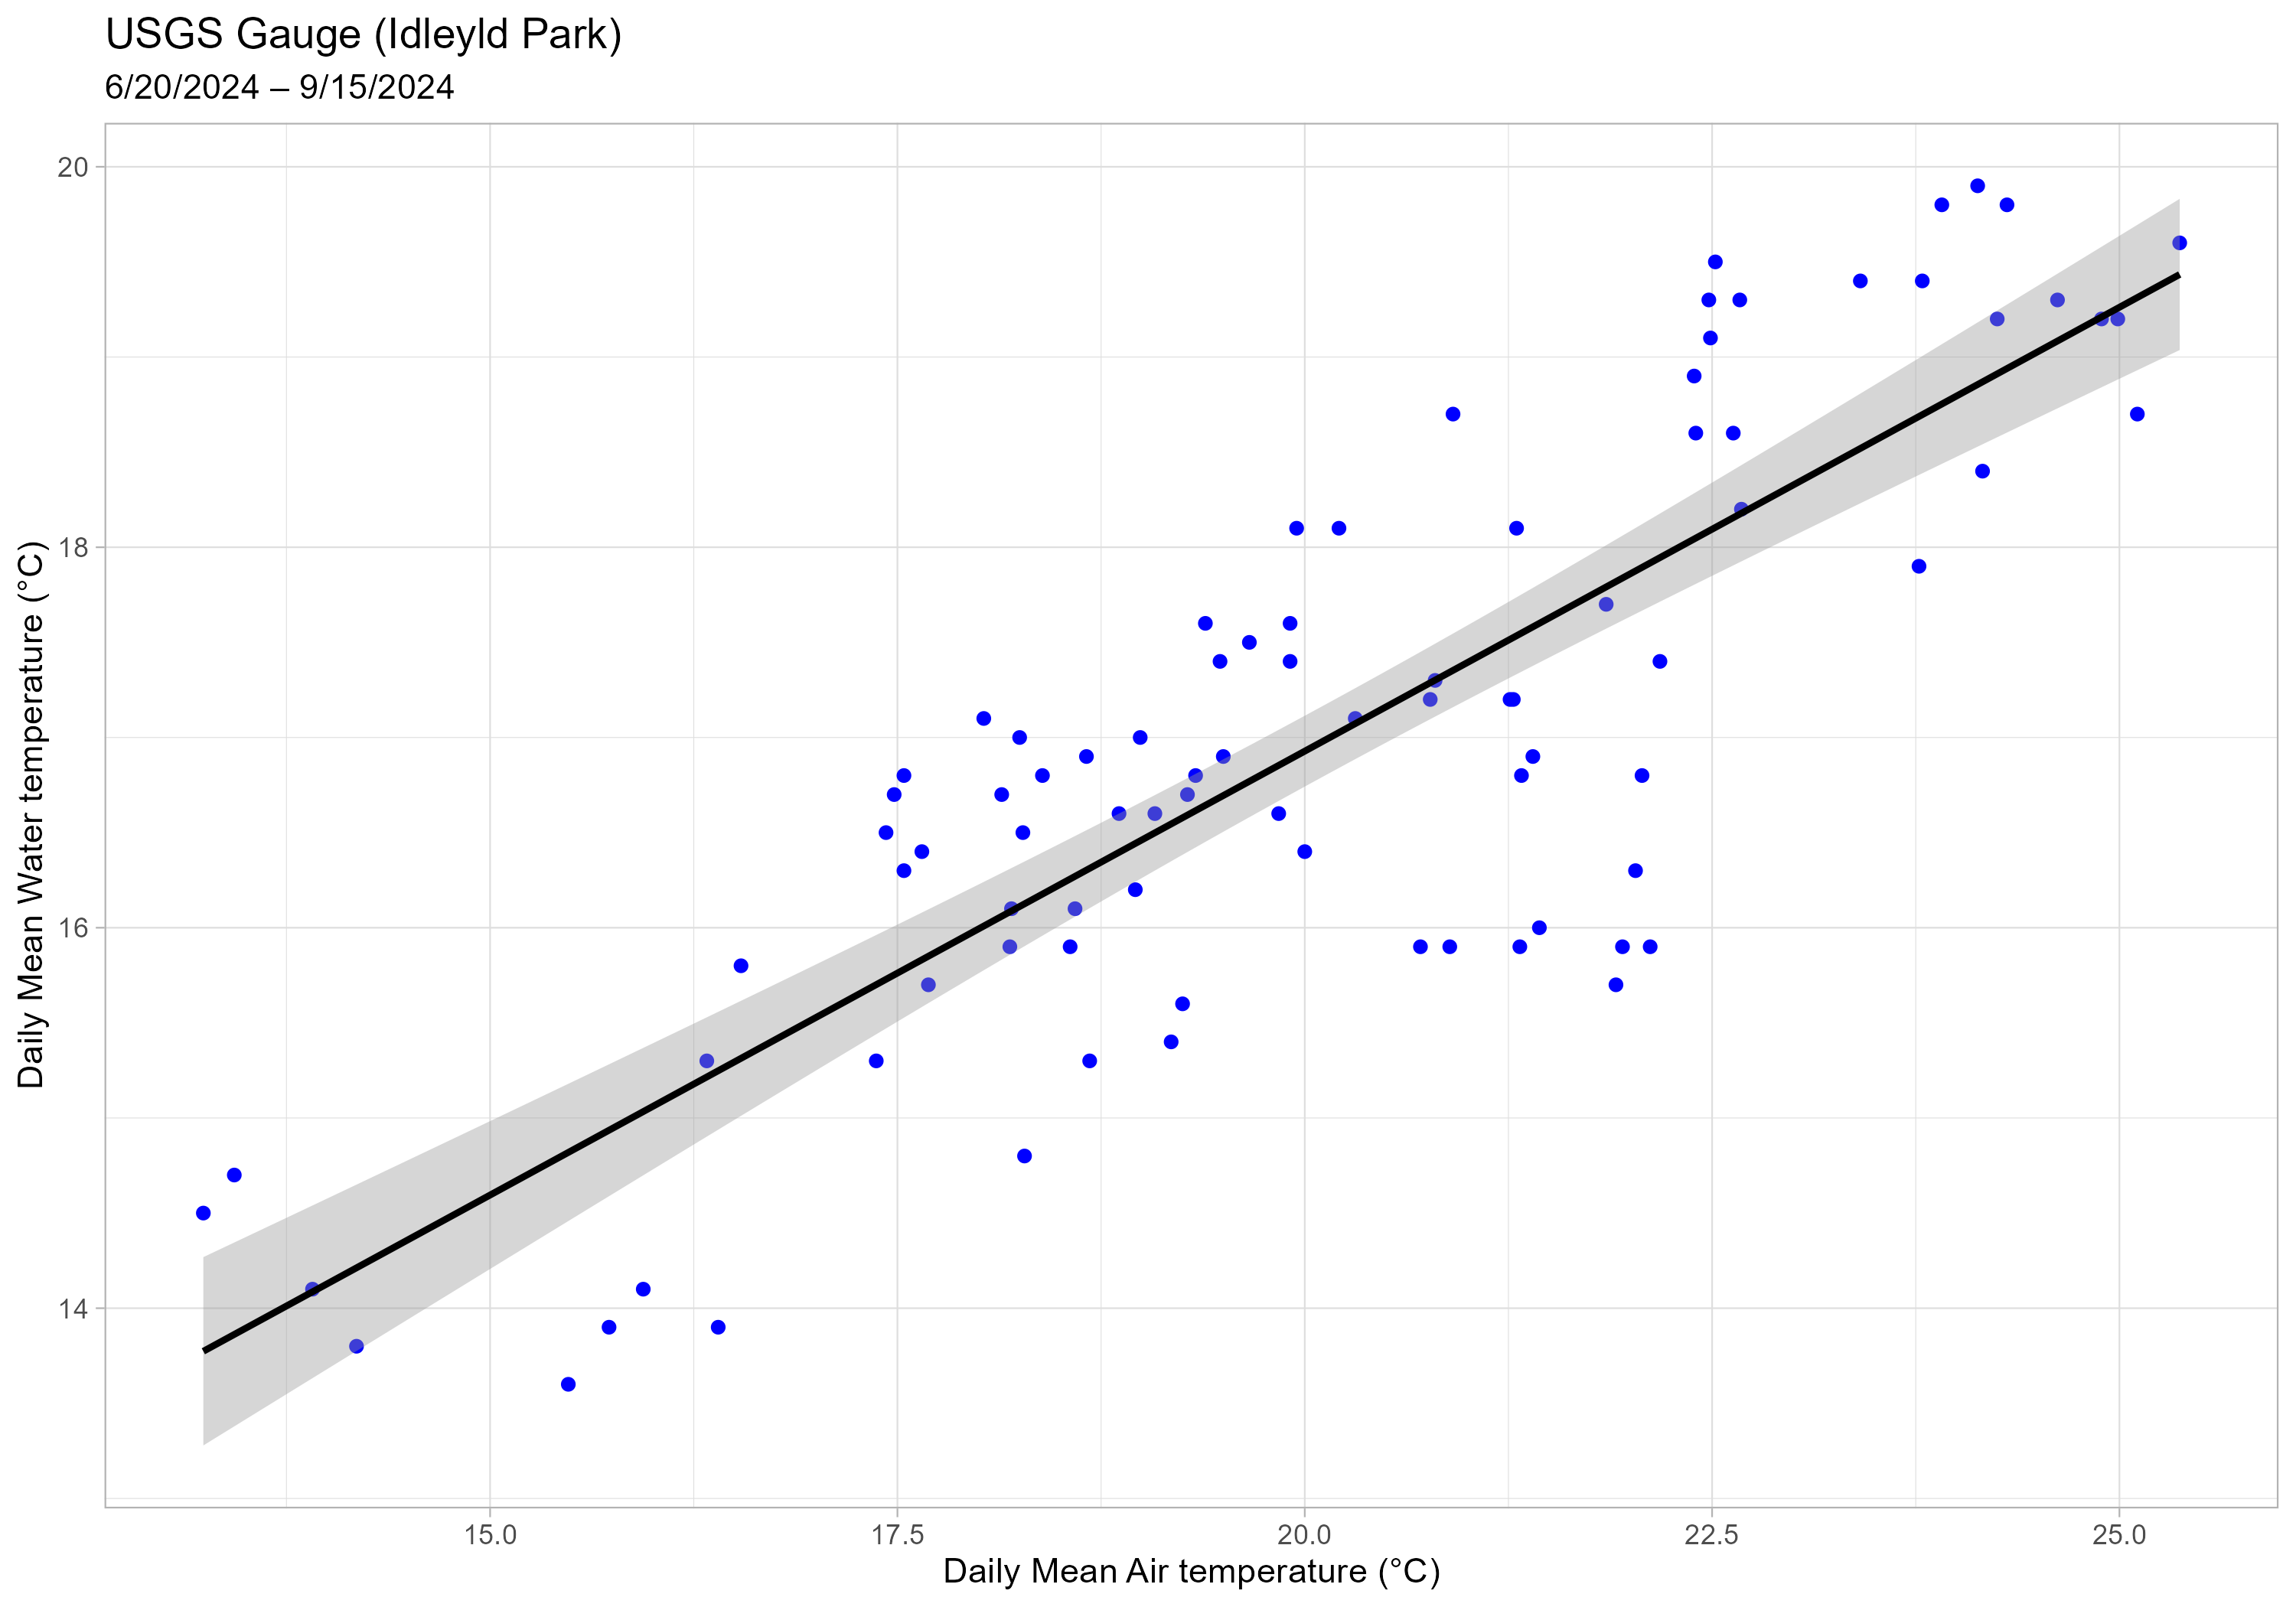 USGS Gauge (Idleyld Park)
6/20/2024 – 9/15/2024
20
18
16
14
Daily Mean Water temperature (°C)
15.0 17.5 20.0 22.5 25.0
Daily Mean Air temperature (°C)